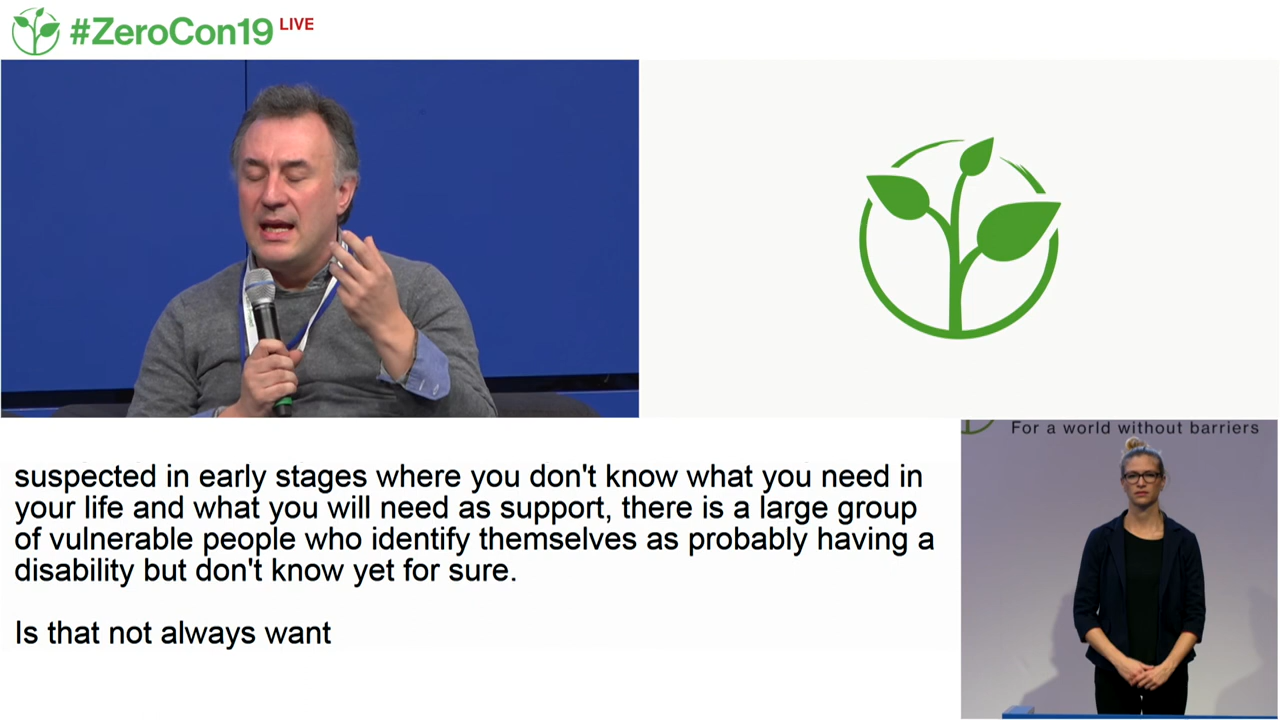 #ZeroCon19 LIVE
For a world without barriers
suspected in early stages where you don't know what you need in
your life and what you will need as support, there is a large group
of vulnerable people who identify themselves as probably having a
disability but don't know yet for sure.
Is that not always want